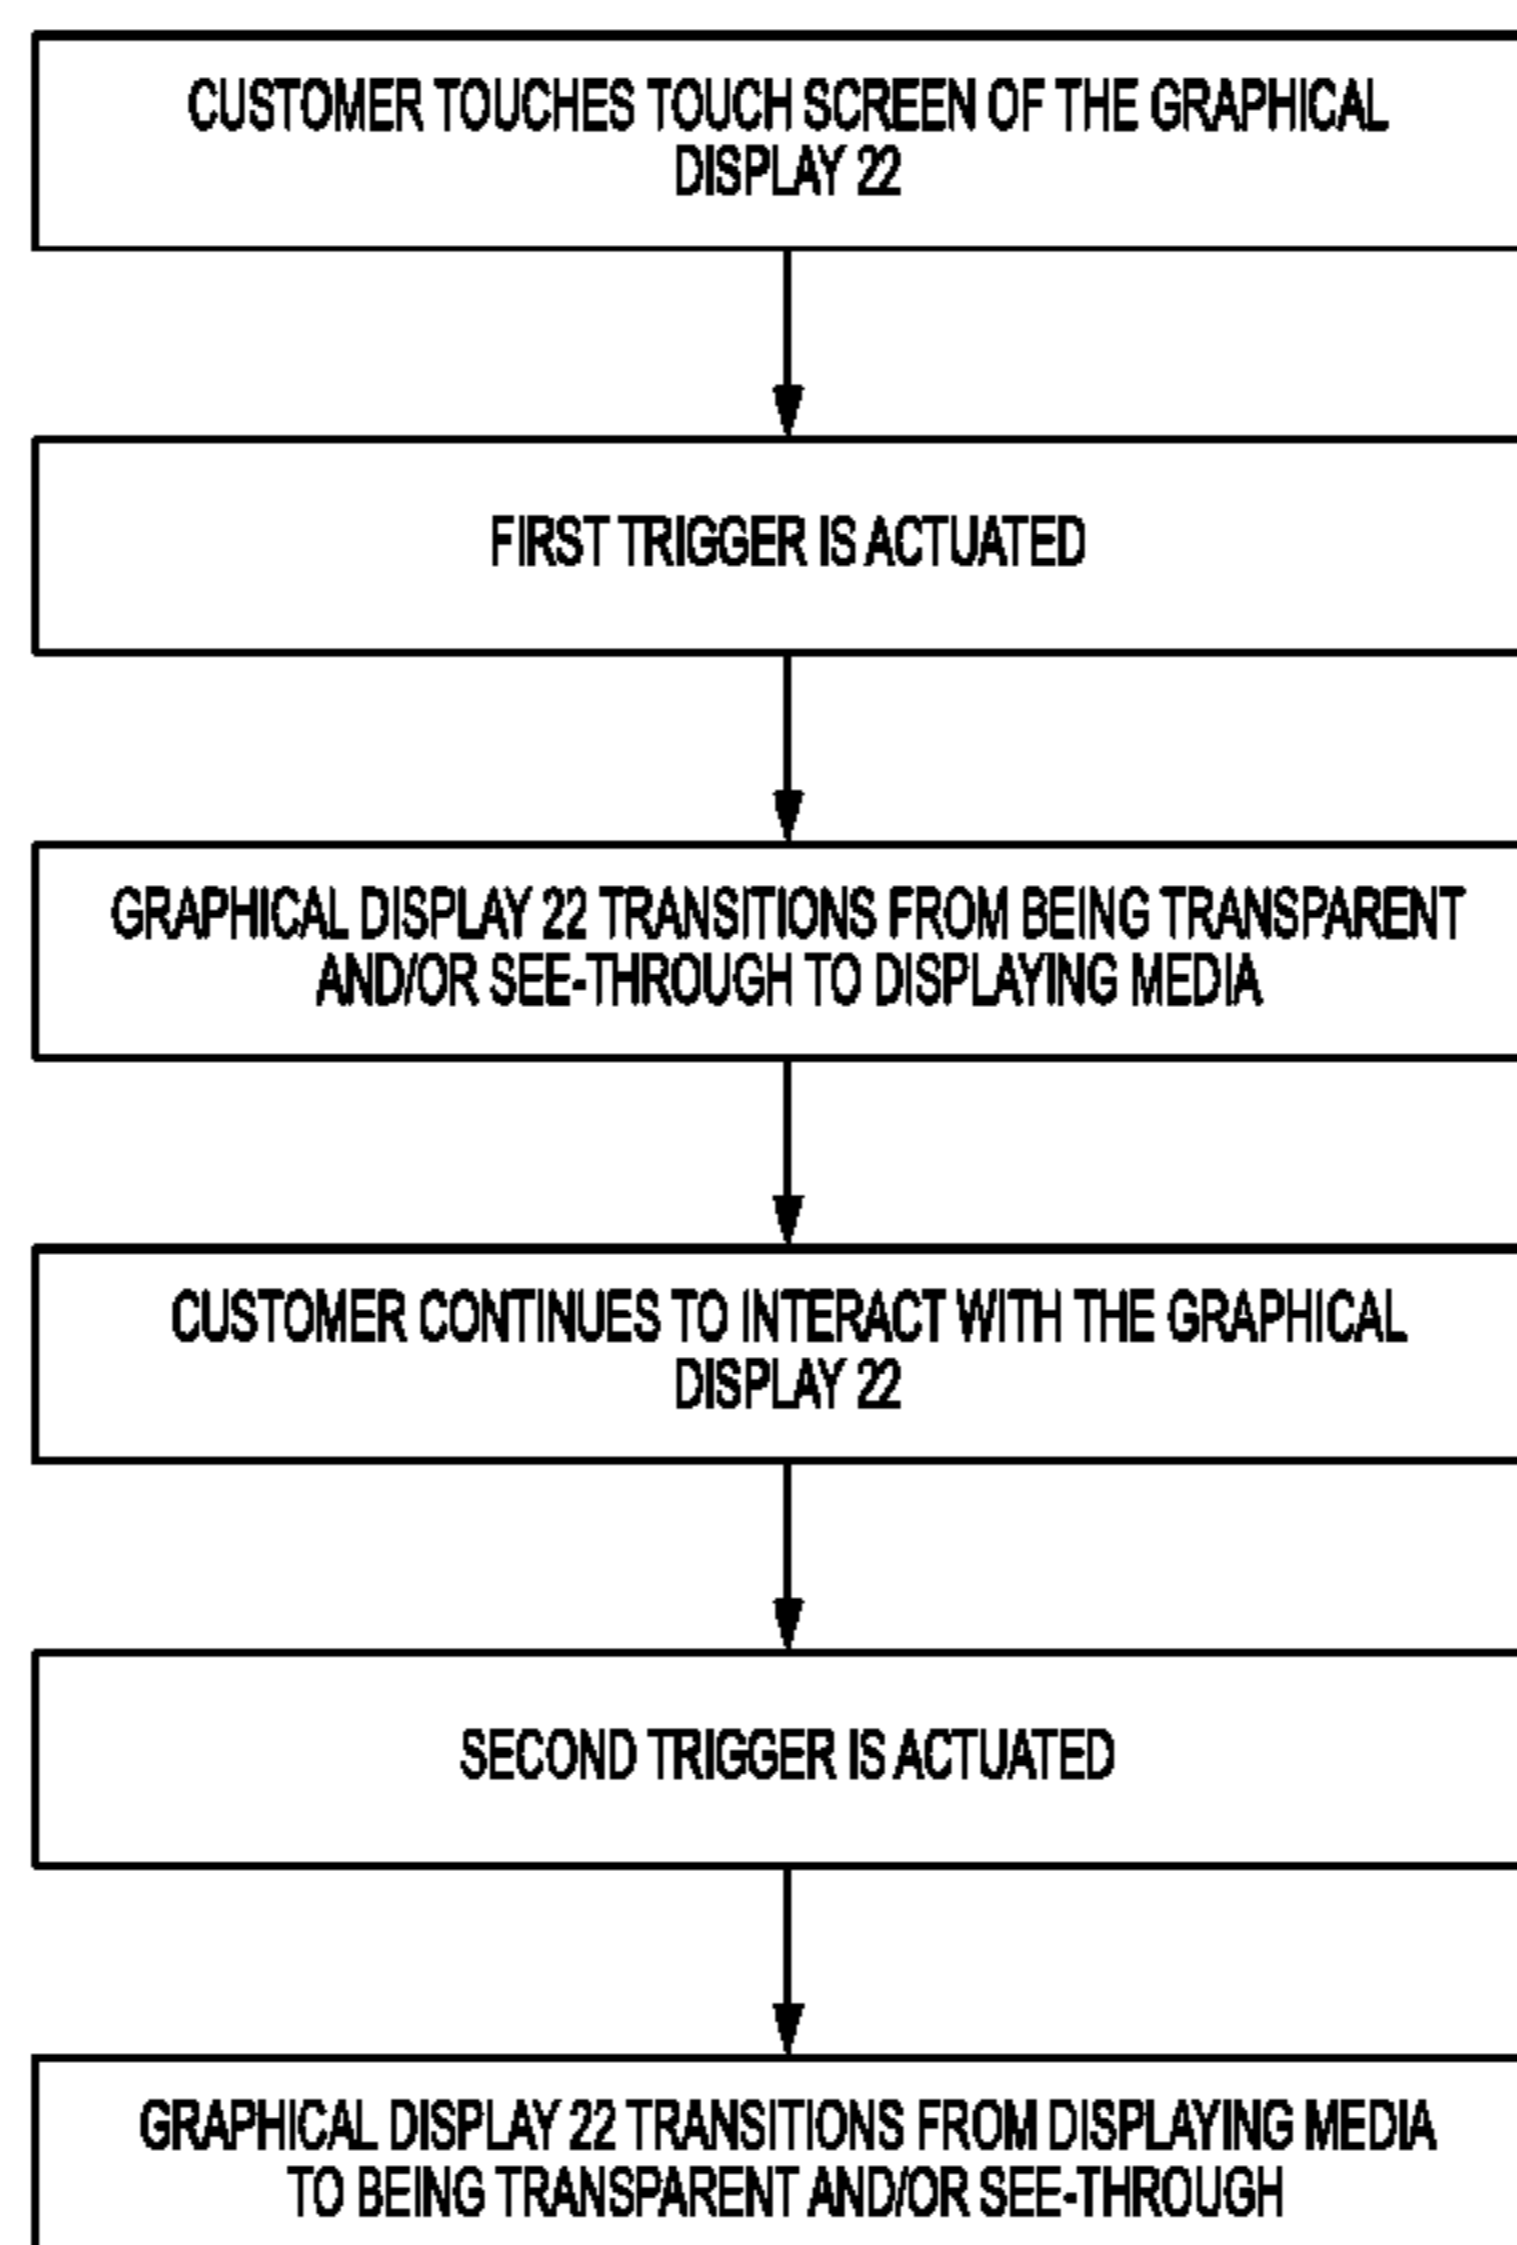 CUSTOMER TOUCHES TOUCH SCREEN OF THE GRAPHICAL
DISPLAY 22
FIRST TRIGGER IS ACTUATED
GRAPHICAL DISPLAY 22 TRANSITIONS FROM BEING TRANSPARENT
AND/OR SEE-THROUGH TO DISPLAYING MEDIA
CUSTOMER CONTINUES TO INTERACT WITH THE GRAPHICAL
DISPLAY 22
SECOND TRIGGER IS ACTUATED
GRAPHICAL DISPLAY 22 TRANSITIONS FROM DISPLAYING MEDIA
TO BEING TRANSPARENT AND/OR SEE-THROUGH